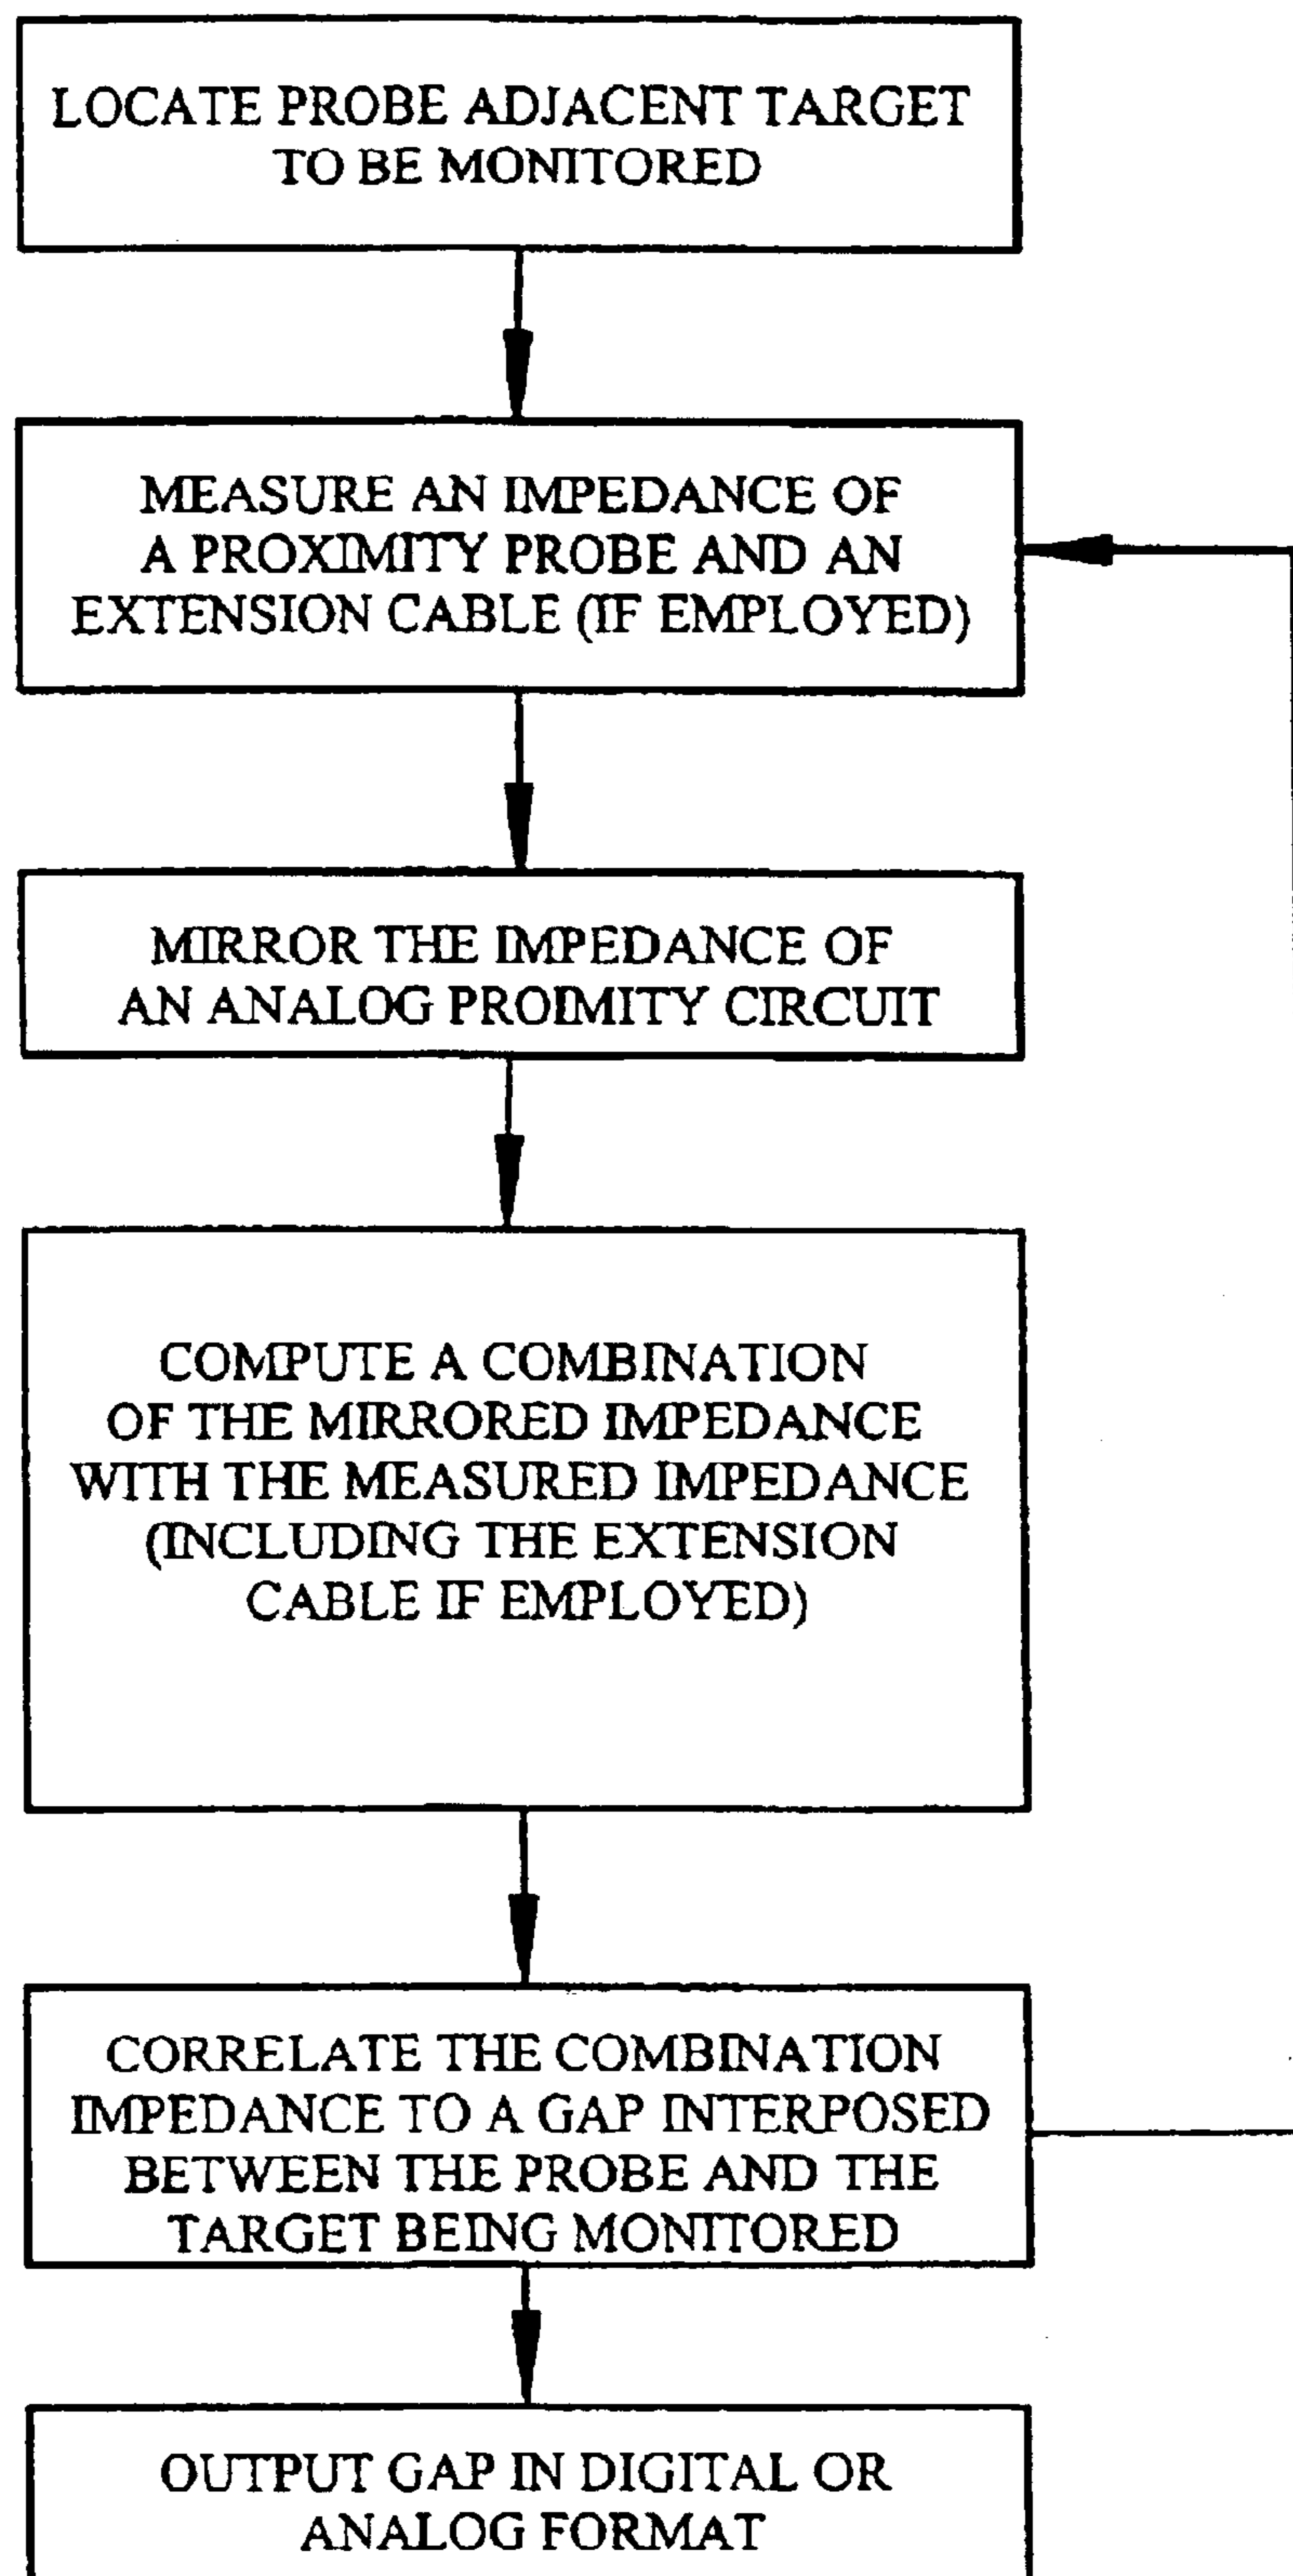 LOCATE PROBE ADJACENT TARGET
TO BE MONITORED
MEASURE AN IMPEDANCE OF
A PROXIMITY PROBE AND AN
EXTENSION CABLE (IF EMPLOYED)
MIRROR THE IMPEDANCE OF
AN ANALOG PROIMITY CIRCUIT
COMPUTE A COMBINATION
OF THE MIRRORED IMPEDANCE
WITH THE MEASURED IMPEDANCE
(INCLUDING THE EXTENSION
CABLE IF EMPLOYED)
CORRELATE THE COMBINATION
IMPEDANCE TO A GAP INTERPOSED
BETWEEN THE PROBE AND THE
TARGET BEING MONITORED
OUTPUT GAP IN DIGITAL OR
ANALOG FORMAT